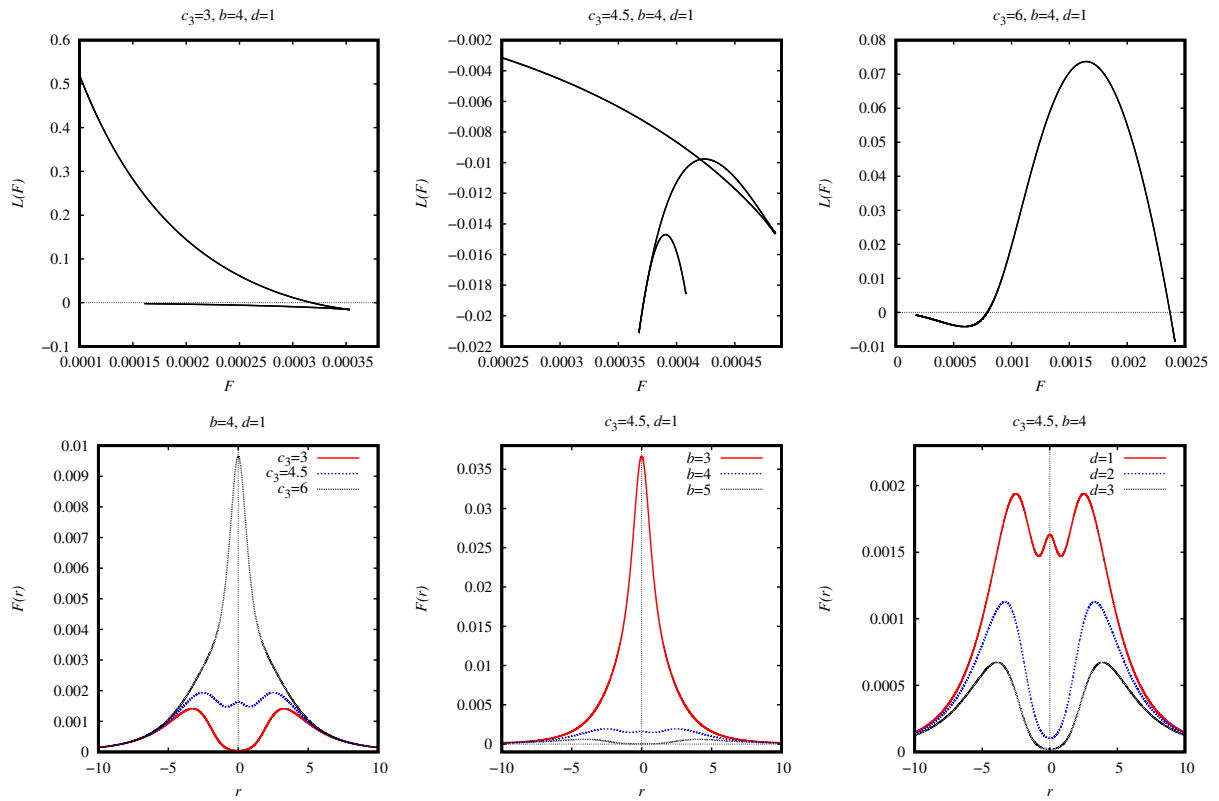 c₃=3, b=4, d=1
L(F)
0.6
0.5
0.4
0.3
0.2
0.1
0
−0.1
0.0001 0.00015 0.0002 0.00025 0.0003 0.00035
F
c₃=4.5, b=4, d=1
L(F)
−0.002
−0.004
−0.006
−0.008
−0.01
−0.012
−0.014
−0.016
−0.018
−0.02
−0.022
0.00025 0.0003 0.00035 0.0004 0.00045
F
c₃=6, b=4, d=1
L(F)
0.08
0.07
0.06
0.05
0.04
0.03
0.02
0.01
0
−0.01
0 0.0005 0.001 0.0015 0.002 0.0025
F
b=4, d=1
c₃=3
c₃=4.5
c₃=6
F(r)
0.01
0.009
0.008
0.007
0.006
0.005
0.004
0.003
0.002
0.001
0
−10 −5 0 5 10
r
c₃=4.5, d=1
b=3
b=4
b=5
F(r)
0.035
0.03
0.025
0.02
0.015
0.01
0.005
0
−10 −5 0 5 10
r
c₃=4.5, b=4
d=1
d=2
d=3
F(r)
0.002
0.0015
0.001
0.0005
0
−10 −5 0 5 10
r